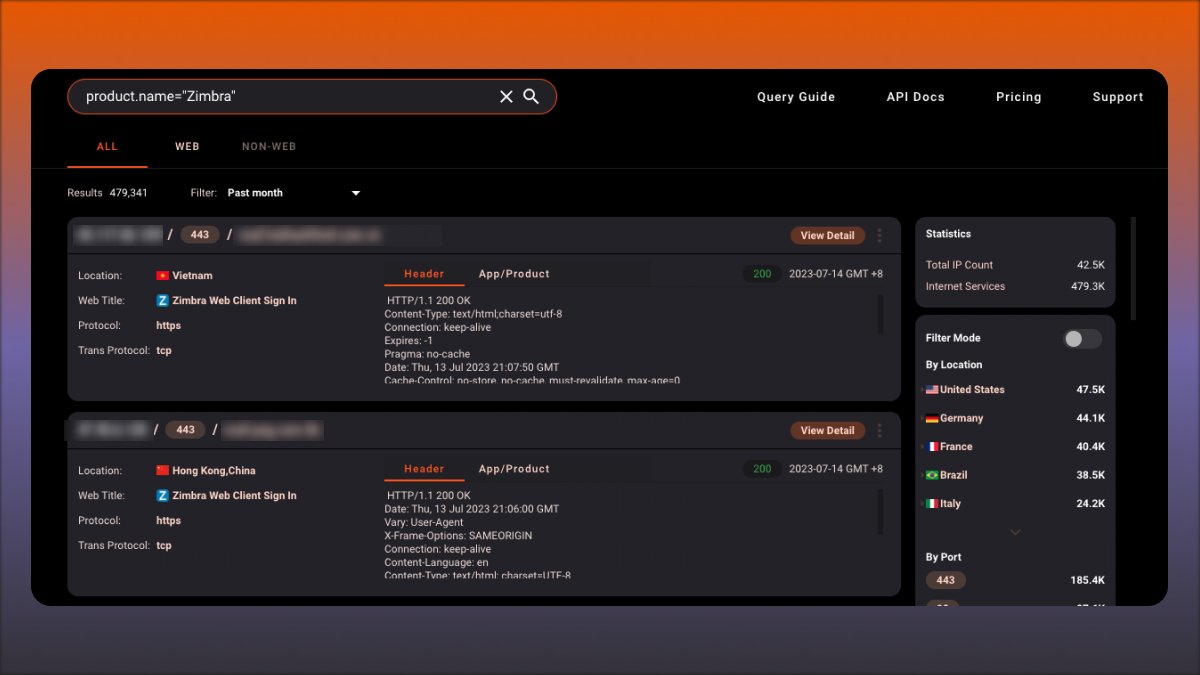 product.name="Zimbra"
Query Guide API Docs Pricing Support
ALL WEB NON-WEB
Results 479,341 Filter: Past month
/ 443 /
View Detail
Location: Vietnam
Web Title: Z Zimbra Web Client Sign In
Protocol: https
Trans Protocol: tcp
Header App/Product 200 2023-07-14 GMT +8
HTTP/1.1 200 OK
Content-Type: text/html;charset=utf-8
Connection: keep-alive
Expires: -1
Pragma: no-cache
Date: Thu, 13 Jul 2023 21:07:50 GMT
Cache-Control: no-store, no-cache, must-revalidate, max-age=0
/ 443 /
View Detail
Location: Hong Kong,China
Web Title: Z Zimbra Web Client Sign In
Protocol: https
Trans Protocol: tcp
Header App/Product 200 2023-07-14 GMT +8
HTTP/1.1 200 OK
Date: Thu, 13 Jul 2023 21:06:00 GMT
Vary: User-Agent
X-Frame-Options: SAMEORIGIN
Connection: keep-alive
Content-Language: en
Content-Type: text/html; charset=UTF-8
Statistics
Total IP Count 42.5K
Internet Services 479.3K
Filter Mode
By Location
United States 47.5K
Germany 44.1K
France 40.4K
Brazil 38.5K
Italy 24.2K
By Port
443 185.4K